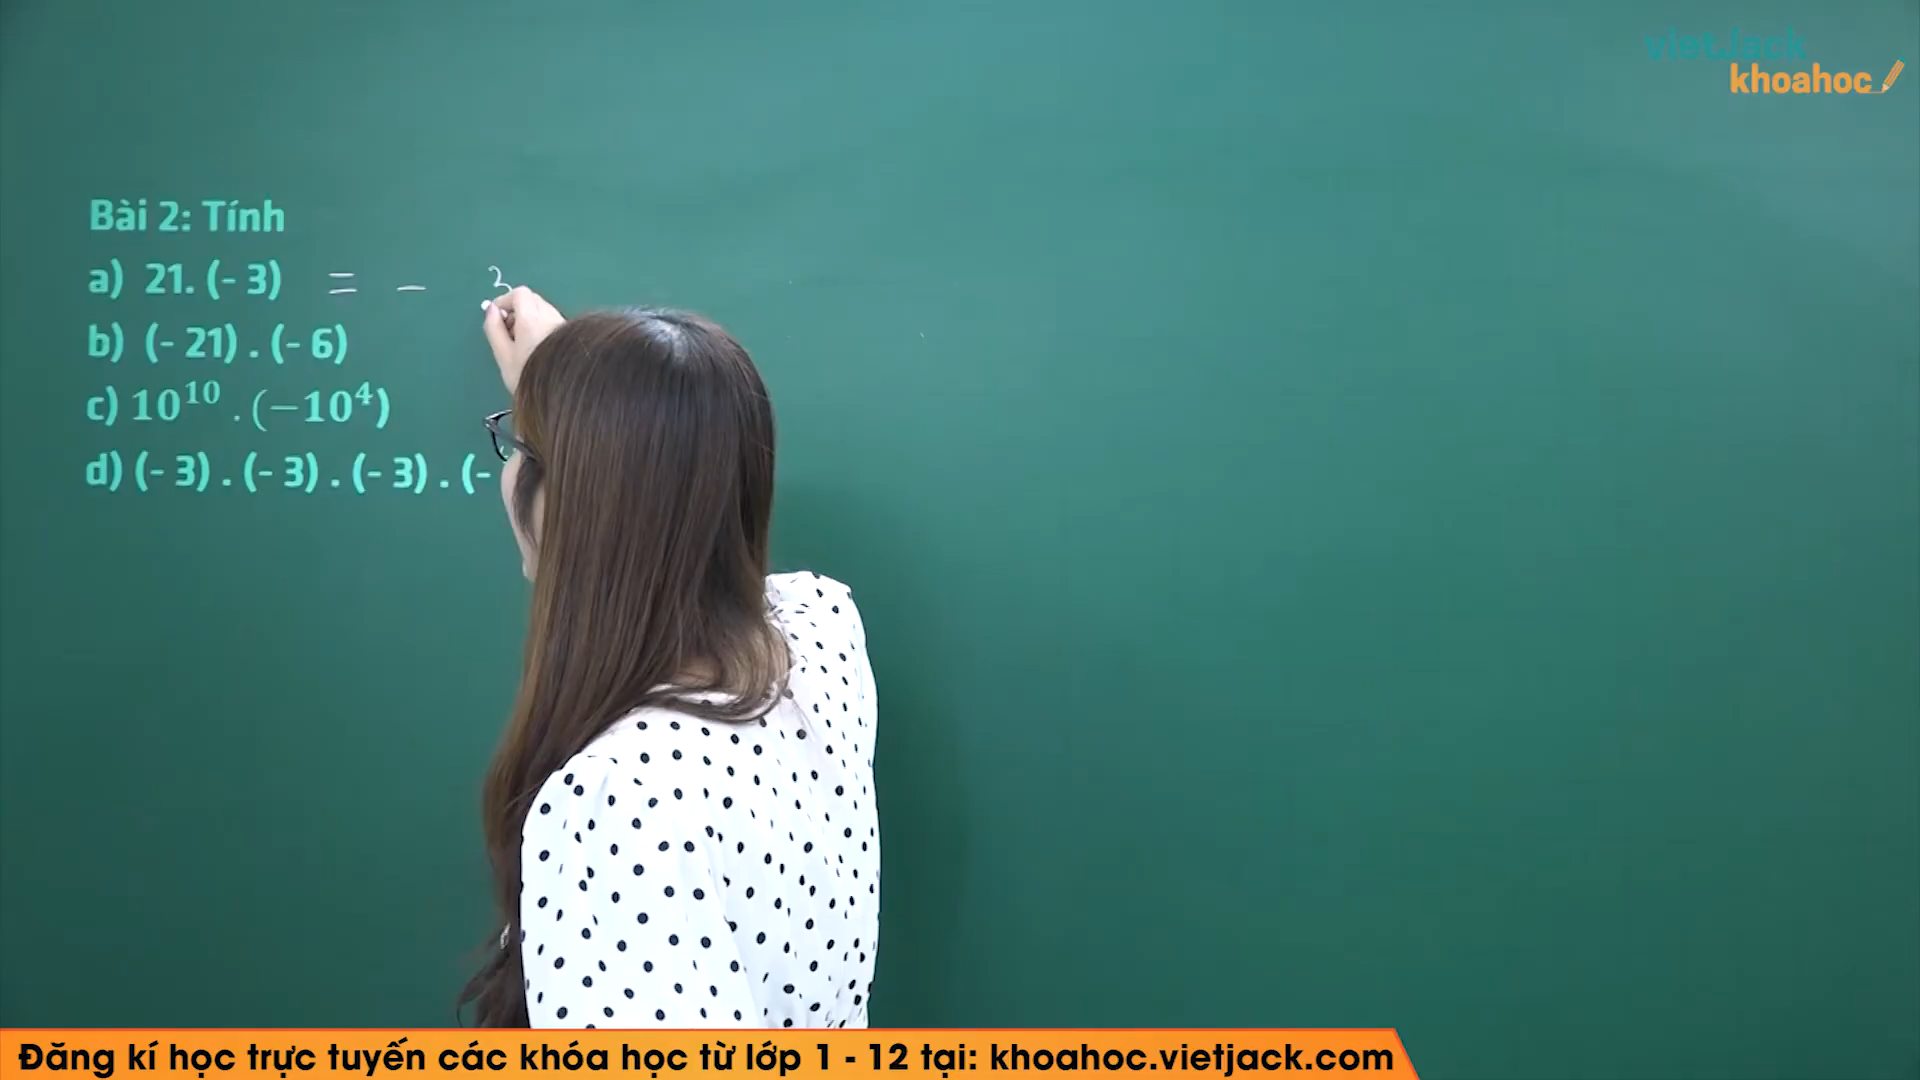 vietJack
khoahoc
Bài 2: Tính
a) 21. (- 3) = - 3
b) (- 21) . (- 6)
c) 10¹⁰ . (−10⁴)
d) (- 3) . (- 3) . (- 3) . (-
Đăng kí học trực tuyến các khóa học từ lớp 1 - 12 tại: khoahoc.vietjack.com